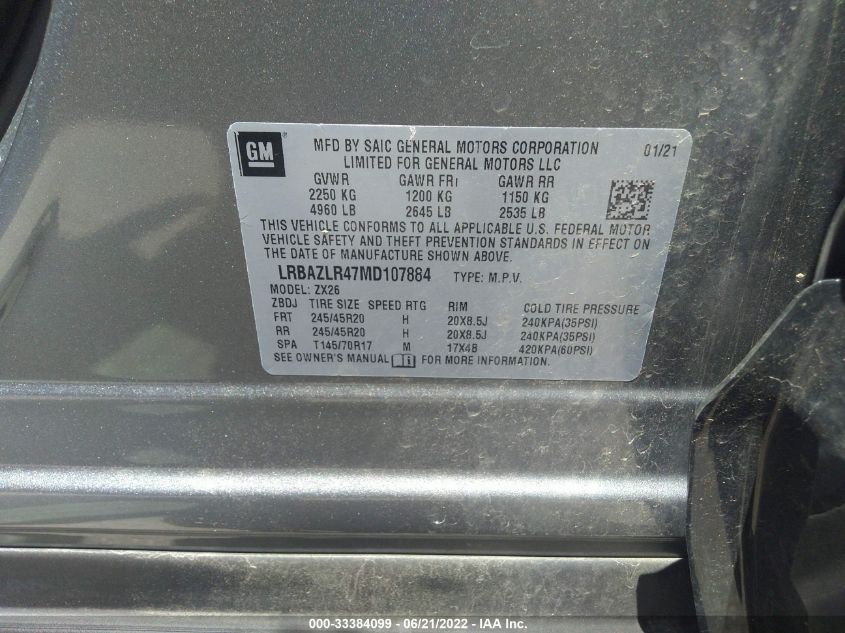 GM
MFD BY SAIC GENERAL MOTORS CORPORATION 01/21
LIMITED FOR GENERAL MOTORS LLC
GVWR GAWR FRT GAWR RR
2250 KG 1200 KG 1150 KG
4960 LB 2645 LB 2535 LB
THIS VEHICLE CONFORMS TO ALL APPLICABLE U.S. FEDERAL MOTOR
VEHICLE SAFETY AND THEFT PREVENTION STANDARDS IN EFFECT ON
THE DATE OF MANUFACTURE SHOWN ABOVE.
LRBAZLR47MD107884 TYPE: M.P.V.
MODEL: ZX26
ZBDJ TIRE SIZE SPEED RTG RIM COLD TIRE PRESSURE
FRT 245/45R20 H 20X8.5J 240KPA(35PSI)
RR 245/45R20 H 20X8.5J 240KPA(35PSI)
SPA T145/70R17 M 17X4B 420KPA(60PSI)
SEE OWNER'S MANUAL FOR MORE INFORMATION.
000-33384099 - 06/21/2022 - IAA Inc.